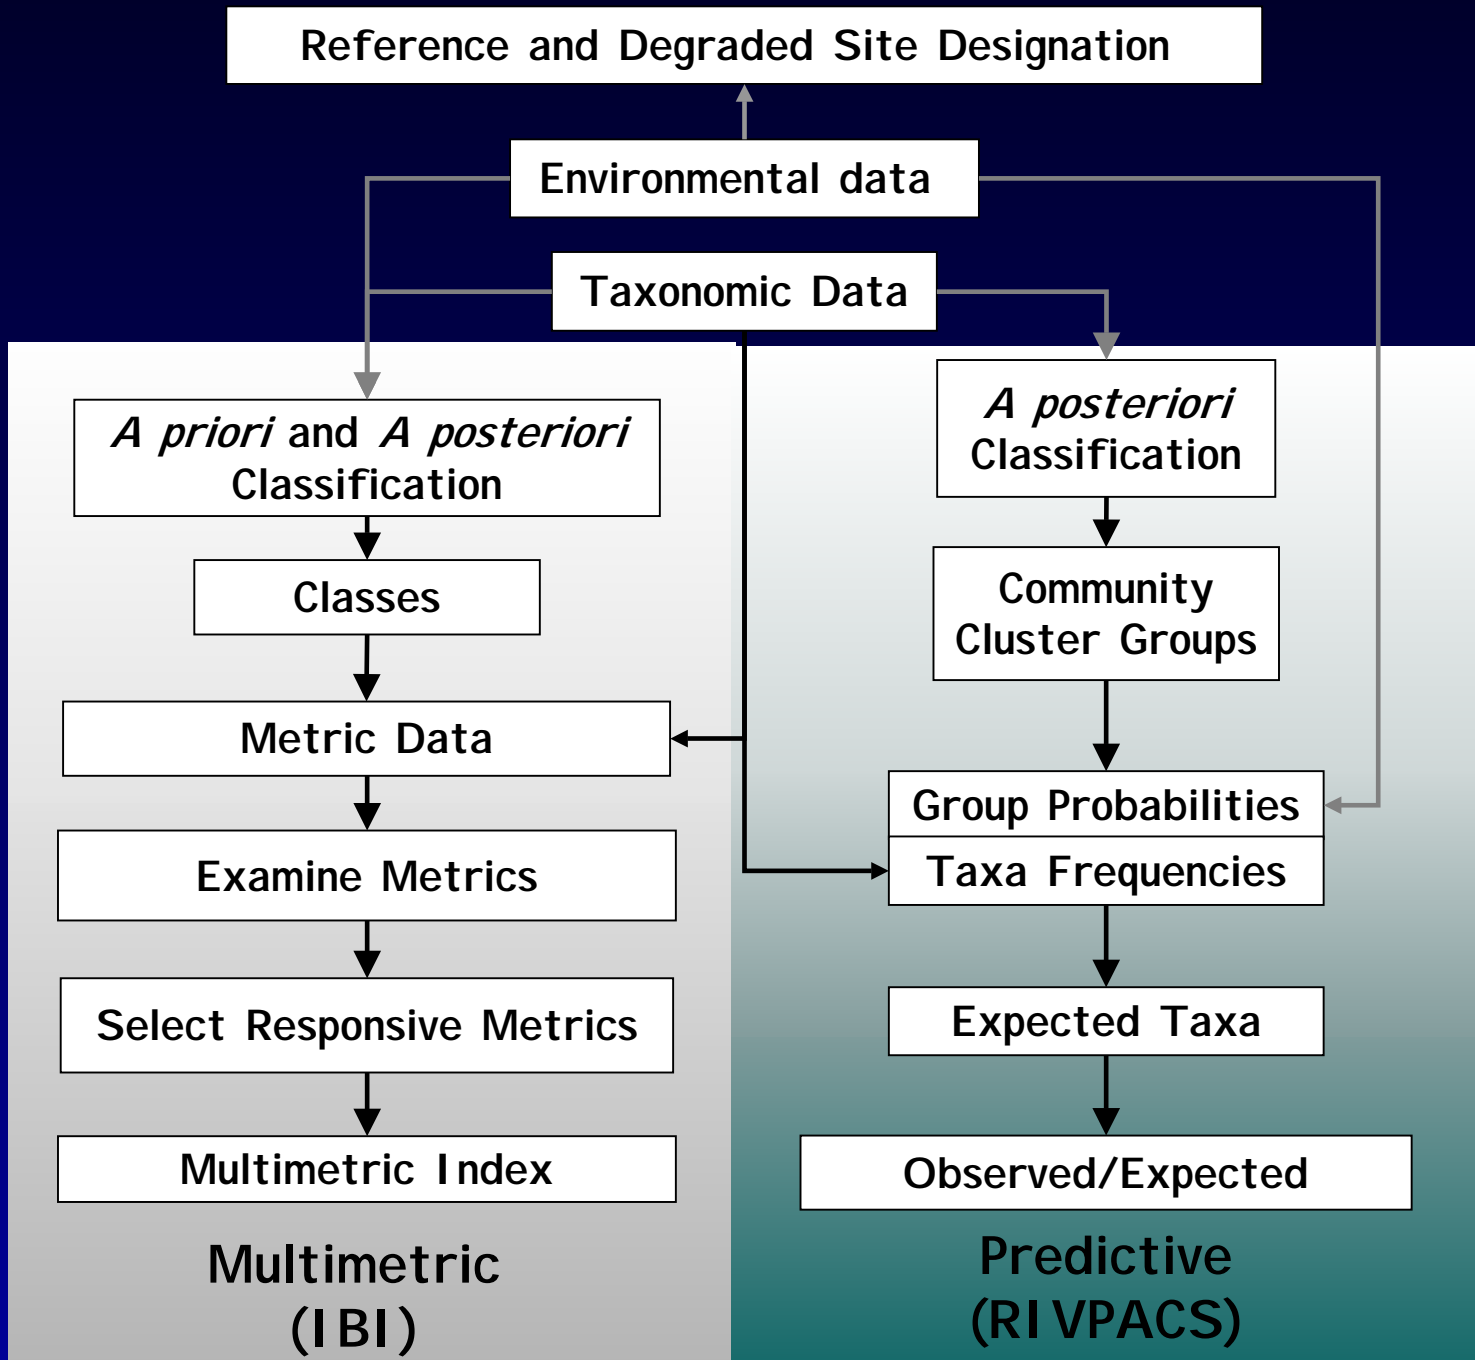 Reference and Degraded Site Designation
Environmental data
Taxonomic Data
A priori and A posteriori
Classification
Classes
Metric Data
Examine Metrics
Select Responsive Metrics
Multimetric Index
Multimetric
(IBI)
A posteriori
Classification
Community
Cluster Groups
Group Probabilities
Taxa Frequencies
Expected Taxa
Observed/Expected
Predictive
(RIVPACS)